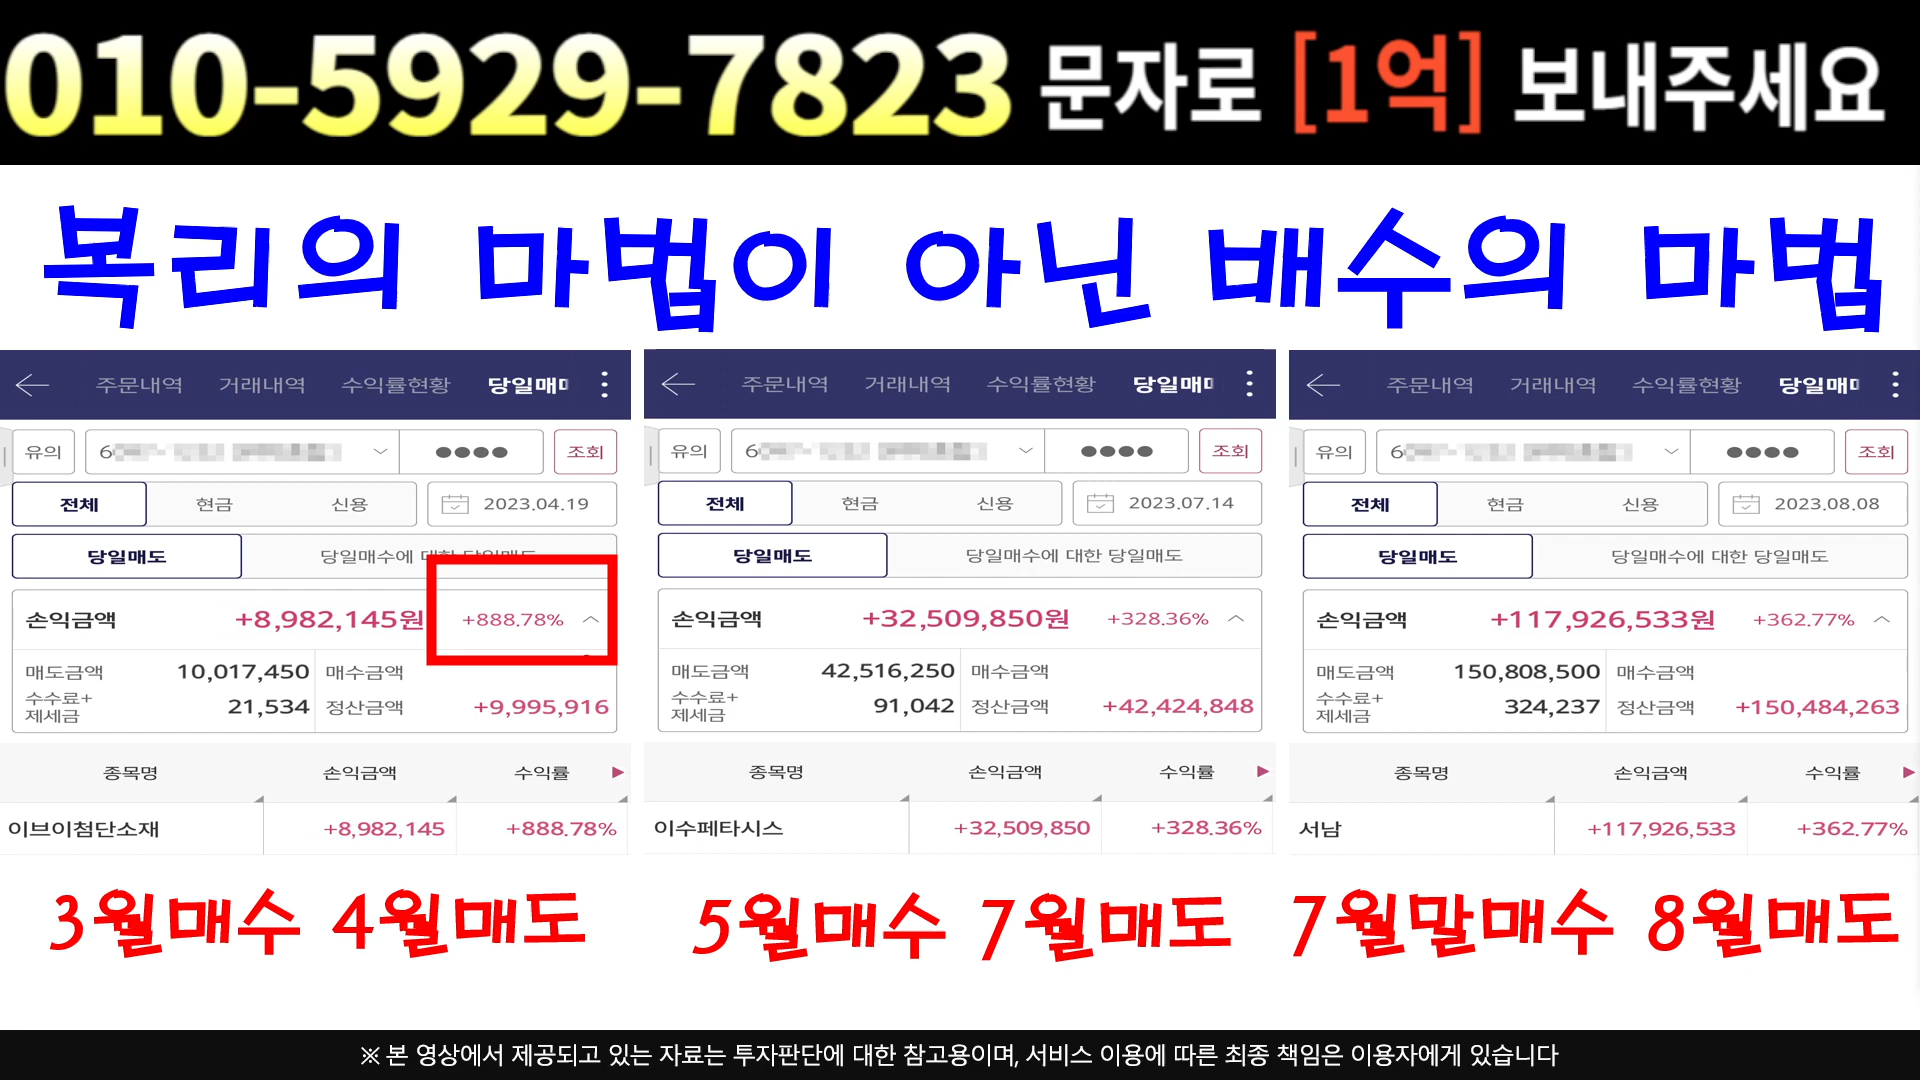 010-5929-7823 문자로 [1억] 보내주세요
복리의 마법이 아닌 배수의 마법
주문내역 거래내역 수익률현황 당일매매
유의 6 ●●●● 조회
전체 현금 신용 2023.04.19
당일매도 당일매수에 대한 당일매도
손익금액 +8,982,145원 +888.78%
매도금액 10,017,450 매수금액
수수료+
제세금 21,534 정산금액 +9,995,916
종목명 손익금액 수익률
이브이첨단소재 +8,982,145 +888.78%
3월매수 4월매도
주문내역 거래내역 수익률현황 당일매매
유의 6 ●●●● 조회
전체 현금 신용 2023.07.14
당일매도 당일매수에 대한 당일매도
손익금액 +32,509,850원 +328.36%
매도금액 42,516,250 매수금액
수수료+
제세금 91,042 정산금액 +42,424,848
종목명 손익금액 수익률
이수페타시스 +32,509,850 +328.36%
5월매수 7월매도
주문내역 거래내역 수익률현황 당일매매
유의 6 ●●●● 조회
전체 현금 신용 2023.08.08
당일매도 당일매수에 대한 당일매도
손익금액 +117,926,533원 +362.77%
매도금액 150,808,500 매수금액
수수료+
제세금 324,237 정산금액 +150,484,263
종목명 손익금액 수익률
서남 +117,926,533 +362.77%
7월말매수 8월매도
※ 본 영상에서 제공되고 있는 자료는 투자판단에 대한 참고용이며, 서비스 이용에 따른 최종 책임은 이용자에게 있습니다